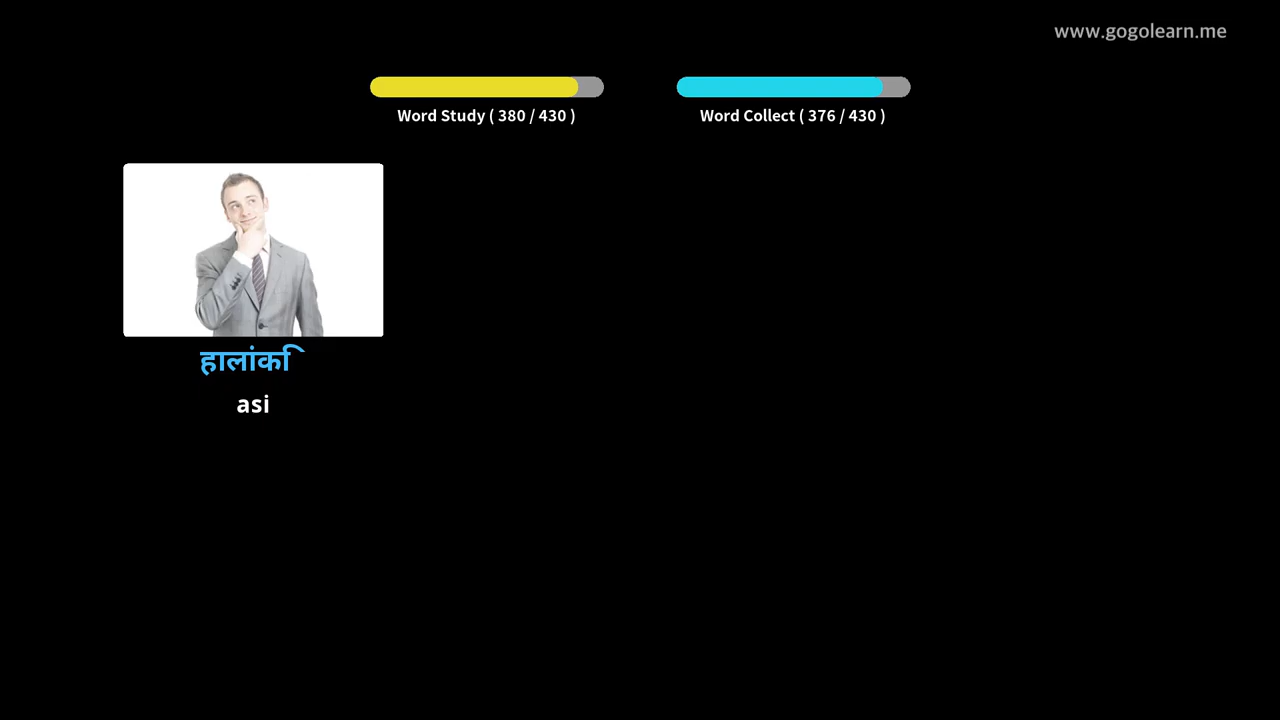 www.gogolearn.me
Word Study ( 380 / 430 )
Word Collect ( 376 / 430 )
हालांकि
asi